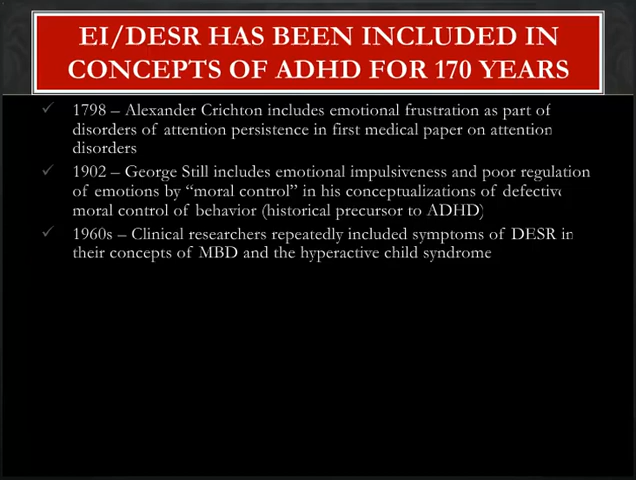 EI/DESR HAS BEEN INCLUDED IN
CONCEPTS OF ADHD FOR 170 YEARS
✓ 1798 – Alexander Crichton includes emotional frustration as part of
disorders of attention persistence in first medical paper on attention
disorders
✓ 1902 – George Still includes emotional impulsiveness and poor regulation
of emotions by “moral control” in his conceptualizations of defective
moral control of behavior (historical precursor to ADHD)
✓ 1960s – Clinical researchers repeatedly included symptoms of DESR in
their concepts of MBD and the hyperactive child syndrome